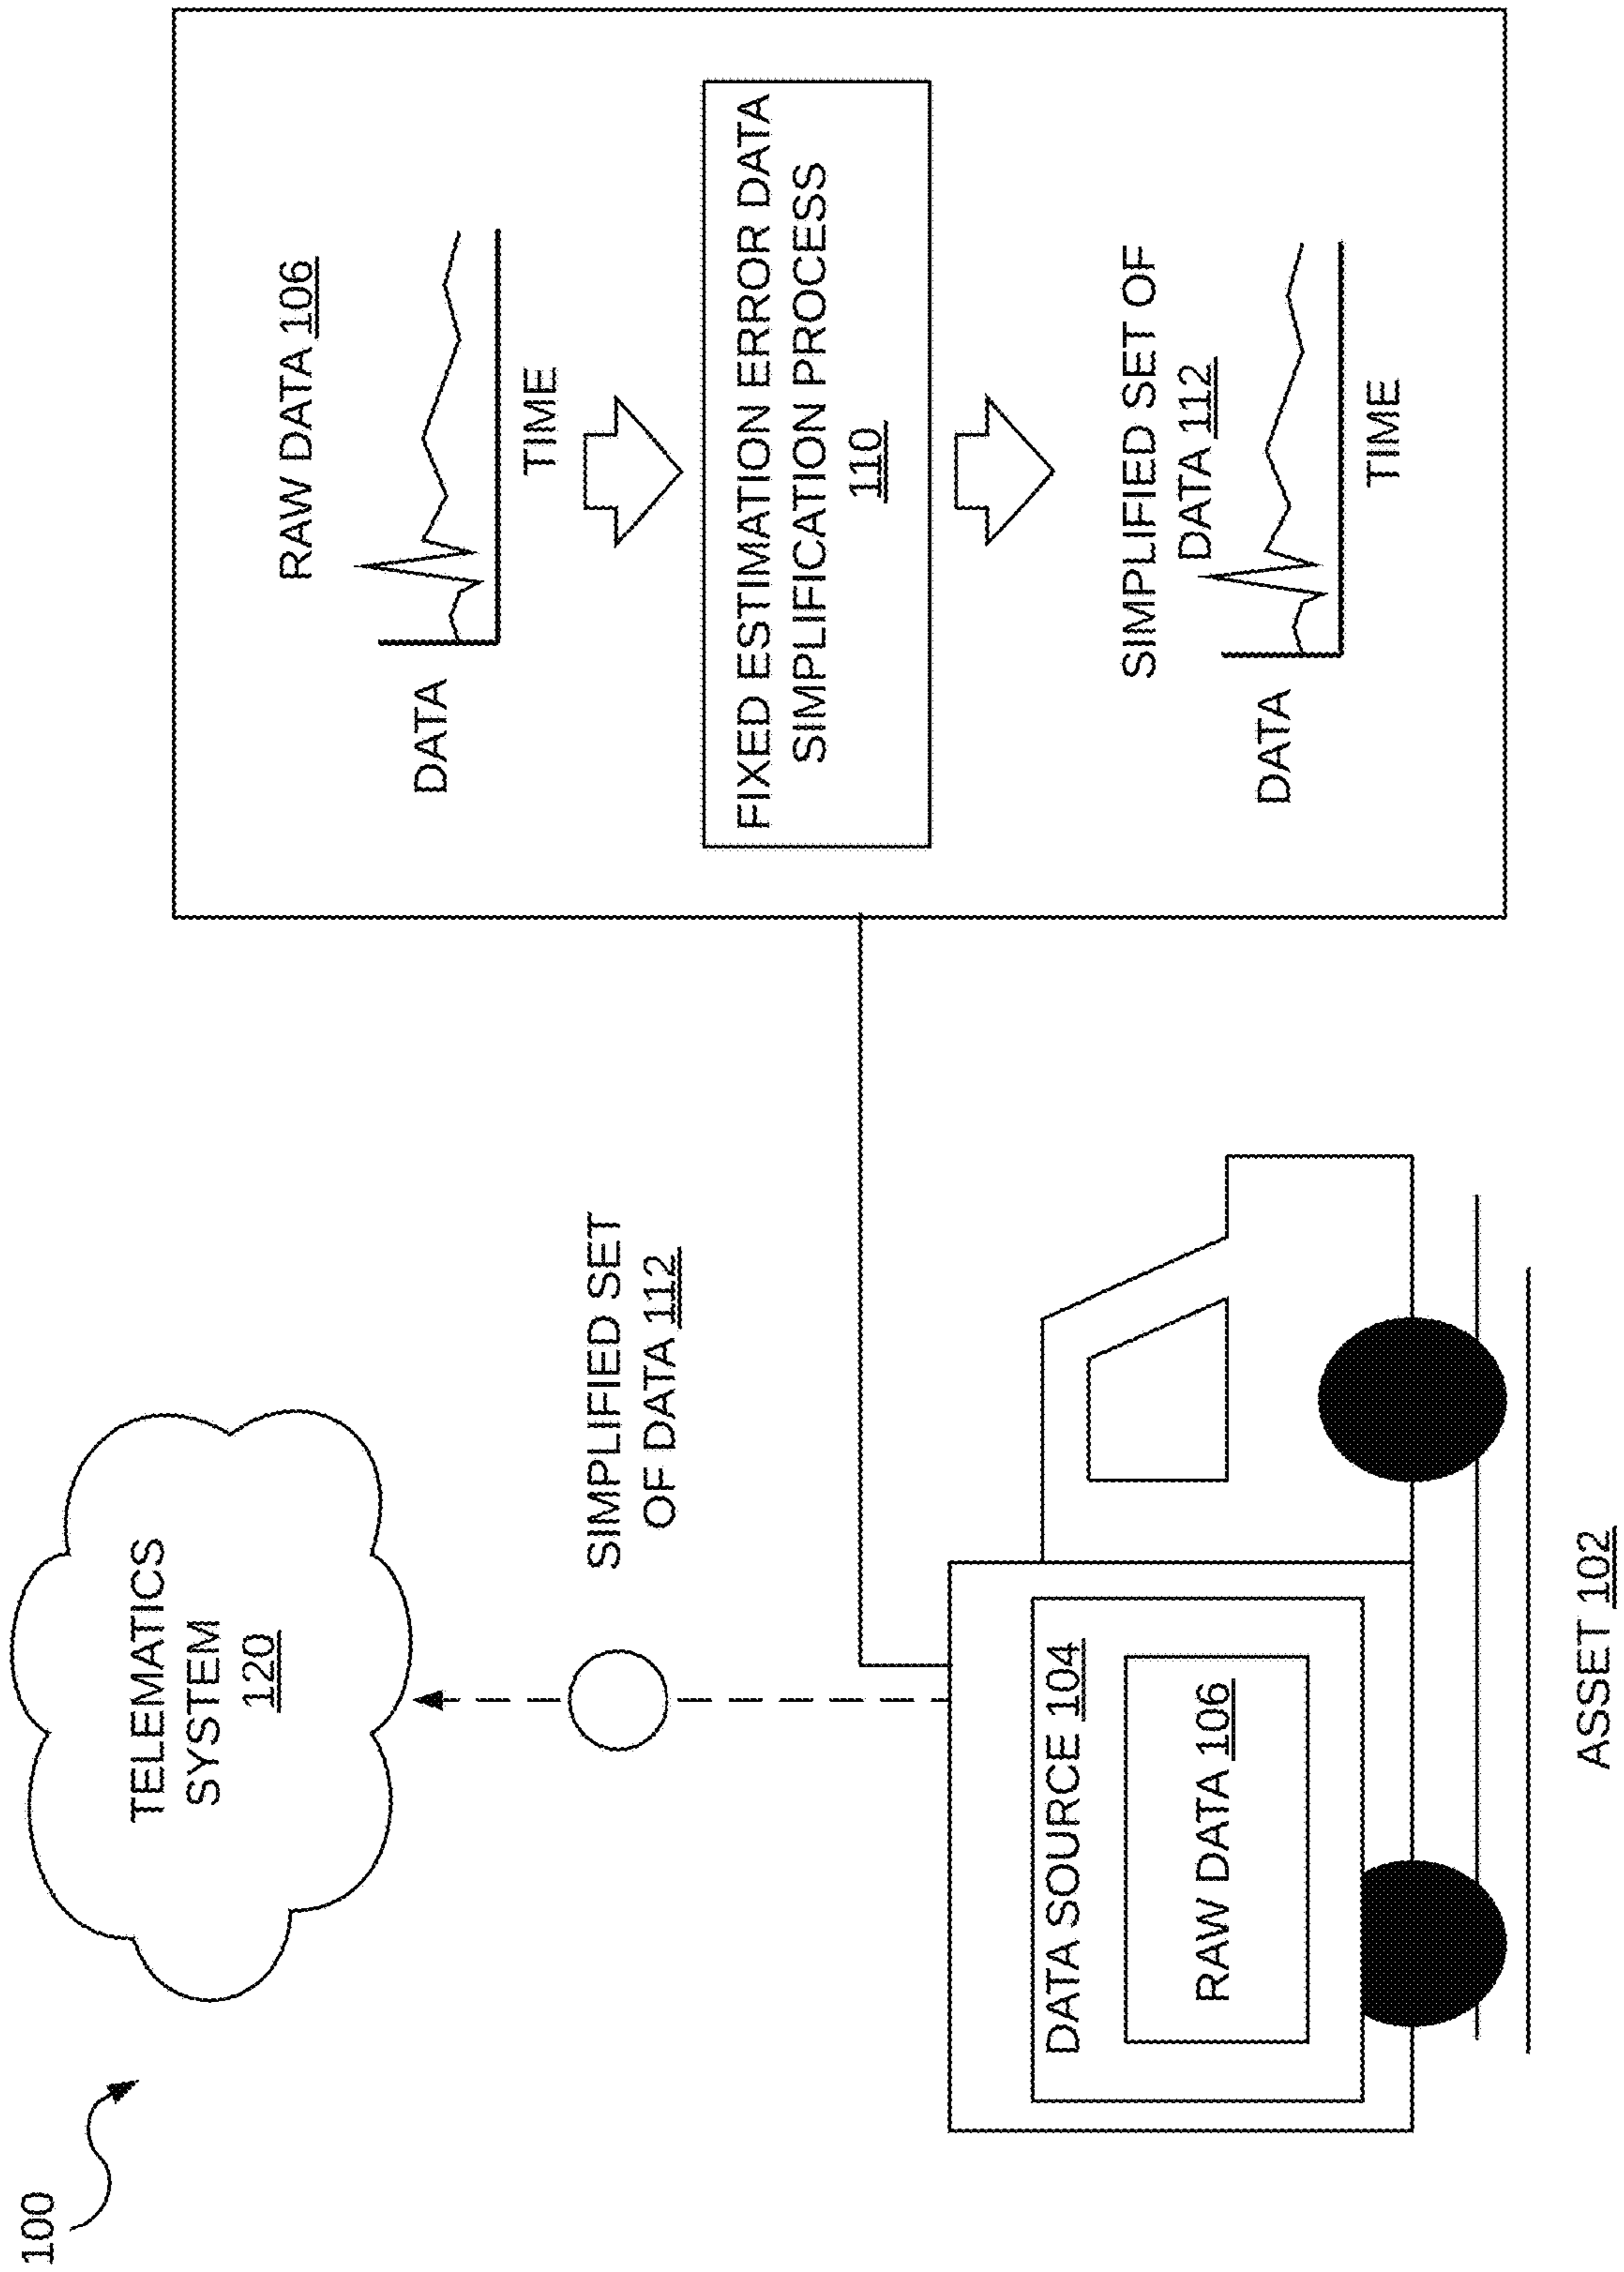 100
TELEMATICS
SYSTEM
120
SIMPLIFIED SET
OF DATA 112
DATA SOURCE 104
RAW DATA 106
ASSET 102
RAW DATA 106
DATA
TIME
FIXED ESTIMATION ERROR DATA
SIMPLIFICATION PROCESS
110
SIMPLIFIED SET OF
DATA 112
DATA
TIME